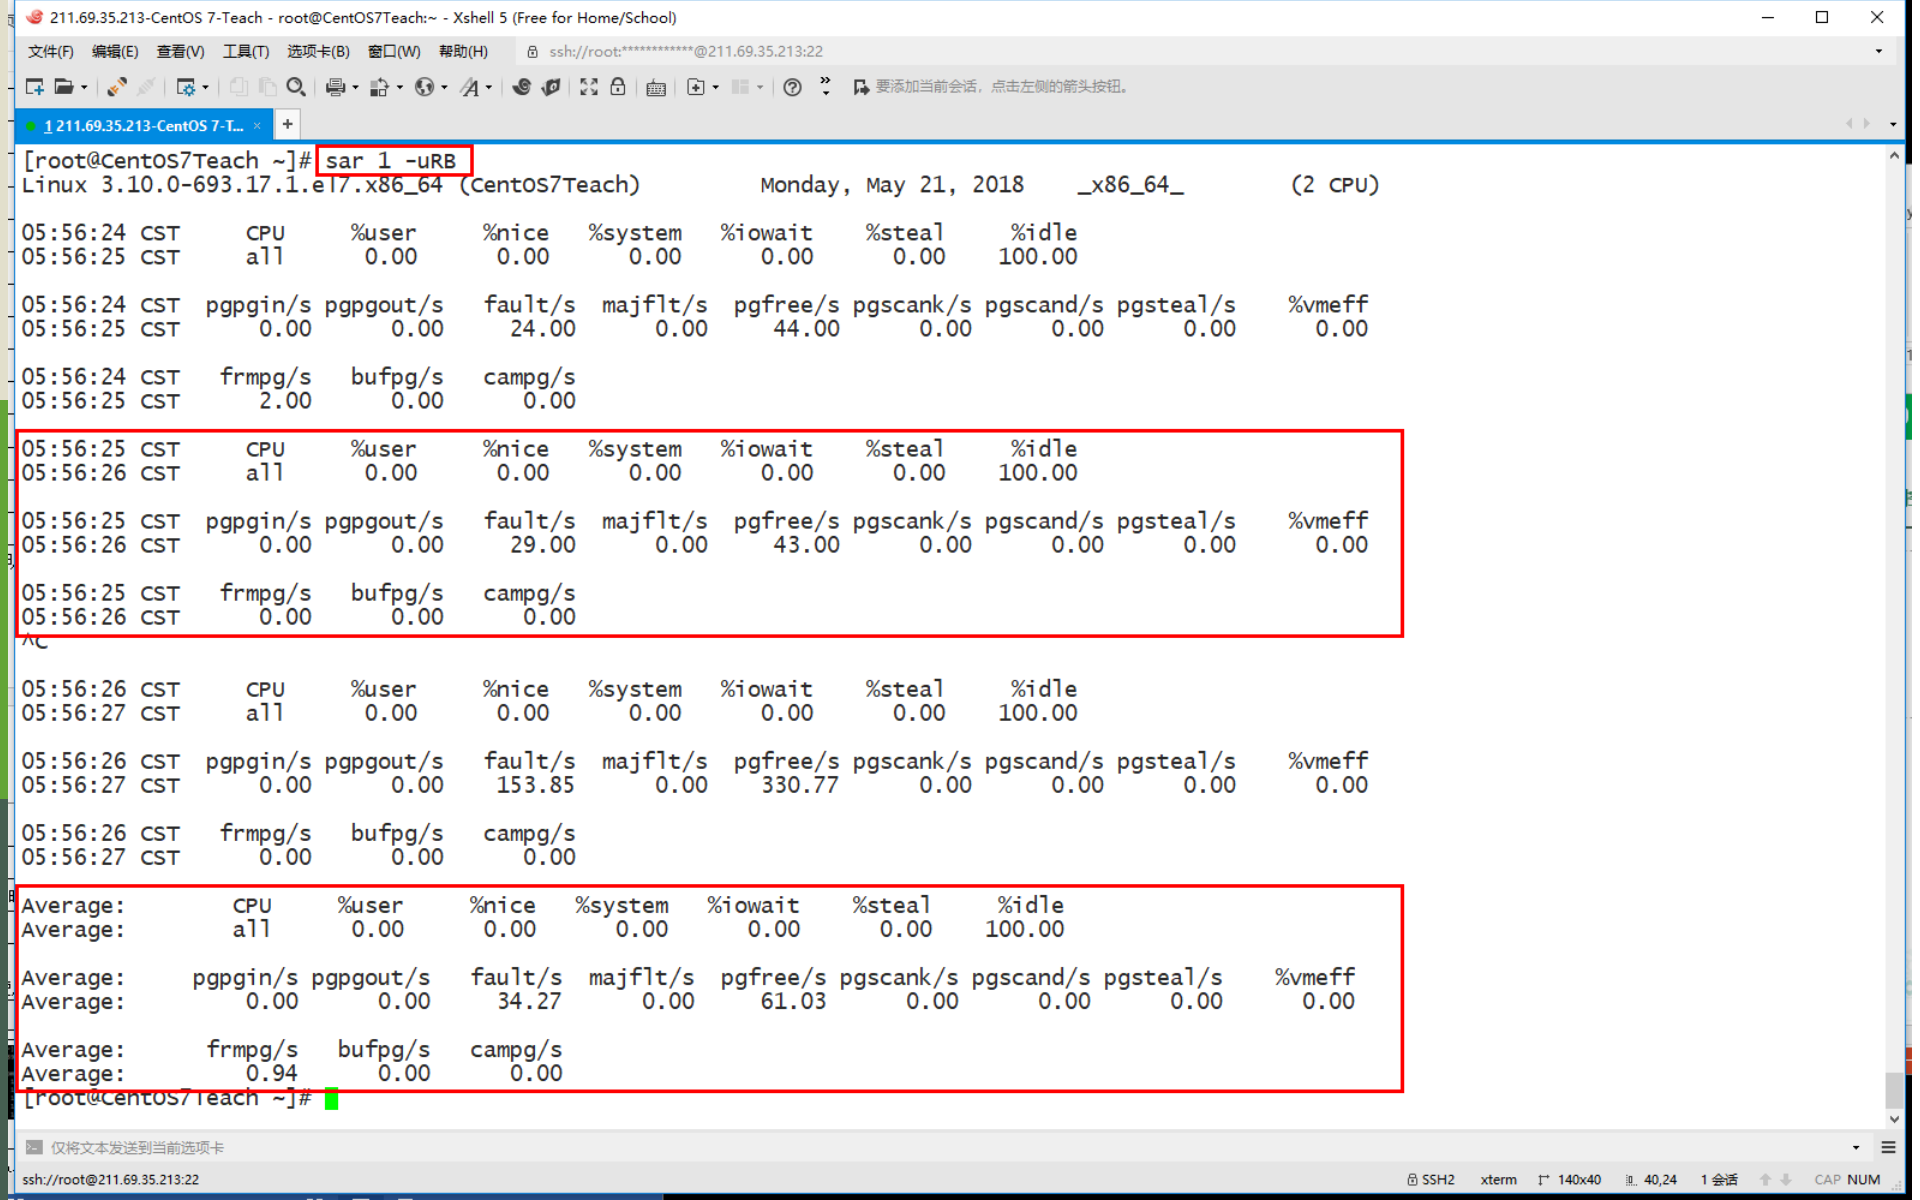 211.69.35.213-CentOS 7-Teach - root@CentOS7Teach:~ - Xshell 5 (Free for Home/School)
文件(F) 编辑(E) 查看(V) 工具(T) 选项卡(B) 窗口(W) 帮助(H) ssh://root:************@211.69.35.213:22
要添加当前会话，点击左侧的箭头按钮。
1 211.69.35.213-CentOS 7-T... × +
[root@CentOS7Teach ~]# sar 1 -uRB
Linux 3.10.0-693.17.1.el7.x86_64 (CentOS7Teach) Monday, May 21, 2018 _x86_64_ (2 CPU)
05:56:24 CST CPU %user %nice %system %iowait %steal %idle
05:56:25 CST all 0.00 0.00 0.00 0.00 0.00 100.00
05:56:24 CST pgpgin/s pgpgout/s fault/s majflt/s pgfree/s pgscank/s pgscand/s pgsteal/s %vmeff
05:56:25 CST 0.00 0.00 24.00 0.00 44.00 0.00 0.00 0.00 0.00
05:56:24 CST frmpg/s bufpg/s campg/s
05:56:25 CST 2.00 0.00 0.00
05:56:25 CST CPU %user %nice %system %iowait %steal %idle
05:56:26 CST all 0.00 0.00 0.00 0.00 0.00 100.00
05:56:25 CST pgpgin/s pgpgout/s fault/s majflt/s pgfree/s pgscank/s pgscand/s pgsteal/s %vmeff
05:56:26 CST 0.00 0.00 29.00 0.00 43.00 0.00 0.00 0.00 0.00
05:56:25 CST frmpg/s bufpg/s campg/s
05:56:26 CST 0.00 0.00 0.00
^C
05:56:26 CST CPU %user %nice %system %iowait %steal %idle
05:56:27 CST all 0.00 0.00 0.00 0.00 0.00 100.00
05:56:26 CST pgpgin/s pgpgout/s fault/s majflt/s pgfree/s pgscank/s pgscand/s pgsteal/s %vmeff
05:56:27 CST 0.00 0.00 153.85 0.00 330.77 0.00 0.00 0.00 0.00
05:56:26 CST frmpg/s bufpg/s campg/s
05:56:27 CST 0.00 0.00 0.00
Average: CPU %user %nice %system %iowait %steal %idle
Average: all 0.00 0.00 0.00 0.00 0.00 100.00
Average: pgpgin/s pgpgout/s fault/s majflt/s pgfree/s pgscank/s pgscand/s pgsteal/s %vmeff
Average: 0.00 0.00 34.27 0.00 61.03 0.00 0.00 0.00 0.00
Average: frmpg/s bufpg/s campg/s
Average: 0.94 0.00 0.00
[root@CentOS7Teach ~]#
仅将文本发送到当前选项卡
ssh://root@211.69.35.213:22 SSH2 xterm 140x40 40,24 1 会话 CAP NUM